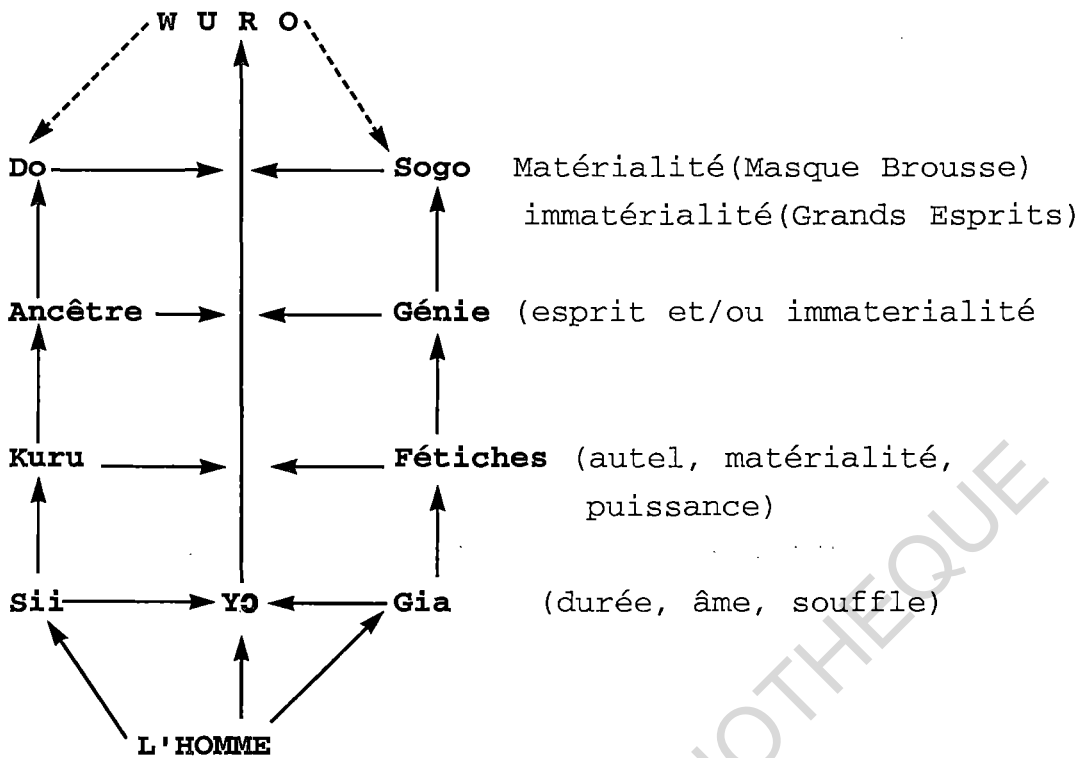 W U R O
Do Sogo Matérialité(Masque Brousse)
immatérialité(Grands Esprits)
Ancêtre Génie (esprit et/ou immaterialité
Kuru Fétiches (autel, matérialité,
puissance)
Sii Yɔ Gia (durée, âme, souffle)
L'HOMME
OTHEQUE